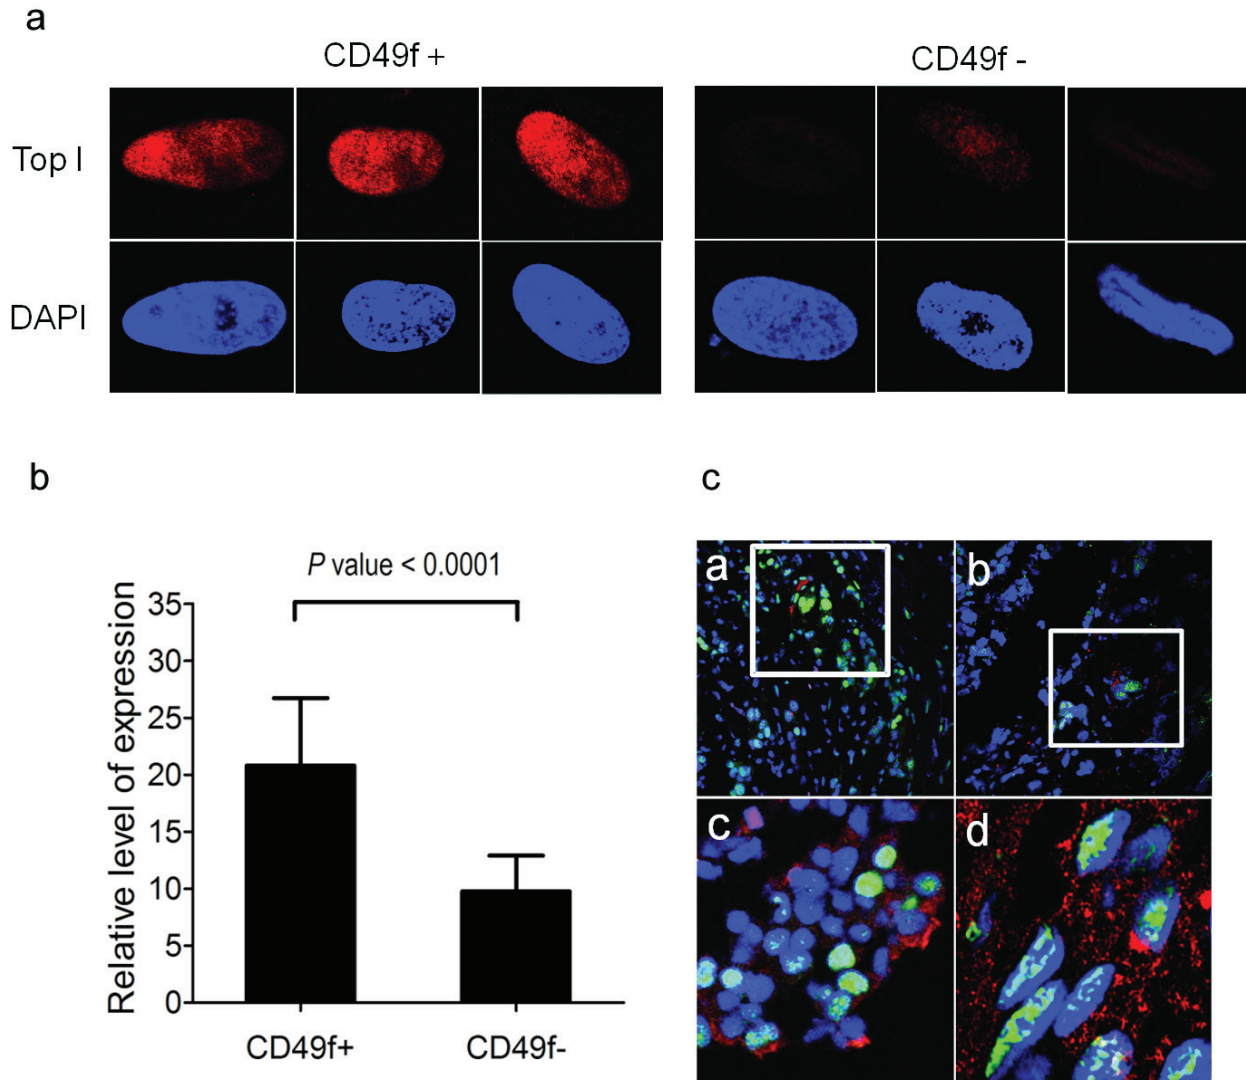 a
CD49f + CD49f -
Top I
DAPI
b
c
P value < 0.0001
Relative level of expression
35
30
25
20
15
10
5
0
CD49f+ CD49f-
a b
c d